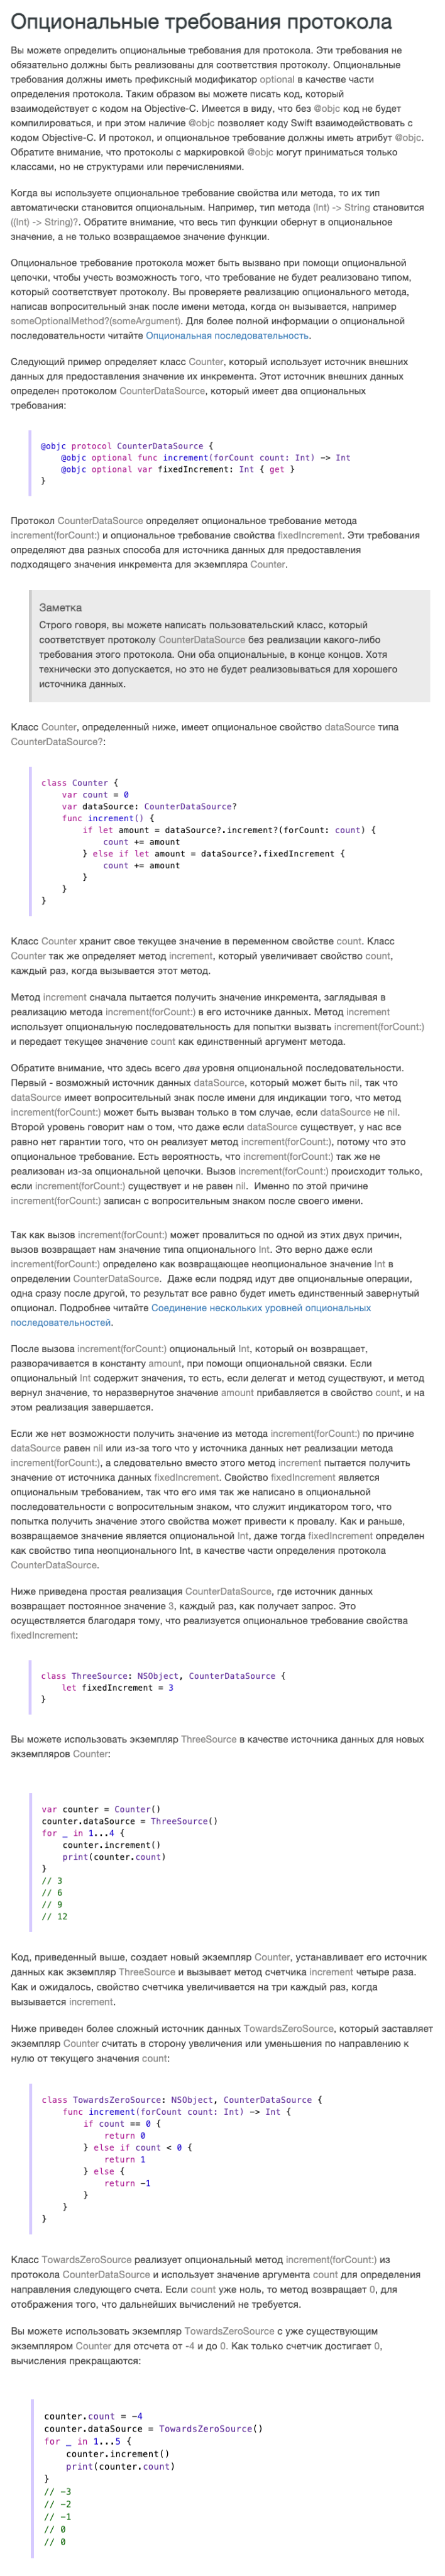 Опциональные требования протокола
Вы можете определить опциональные требования для протокола. Эти требования не
обязательно должны быть реализованы для соответствия протоколу. Опциональные
требования должны иметь префиксный модификатор optional в качестве части
определения протокола. Таким образом вы можете писать код, который
взаимодействует с кодом на Objective-C. Имеется в виду, что без @objc код не будет
компилироваться, и при этом наличие @objc позволяет коду Swift взаимодействовать с
кодом Objective-C. И протокол, и опциональное требование должны иметь атрибут @objc.
Обратите внимание, что протоколы с маркировкой @objc могут приниматься только
классами, но не структурами или перечислениями.
Когда вы используете опциональное требование свойства или метода, то их тип
автоматически становится опциональным. Например, тип метода (Int) -> String становится
((Int) -> String)?. Обратите внимание, что весь тип функции обернут в опциональное
значение, а не только возвращаемое значение функции.
Опциональное требование протокола может быть вызвано при помощи опциональной
цепочки, чтобы учесть возможность того, что требование не будет реализовано типом,
который соответствует протоколу. Вы проверяете реализацию опционального метода,
написав вопросительный знак после имени метода, когда он вызывается, например
someOptionalMethod?(someArgument). Для более полной информации о опциональной
последовательности читайте Опциональная последовательность.
Следующий пример определяет класс Counter, который использует источник внешних
данных для предоставления значение их инкремента. Этот источник внешних данных
определен протоколом CounterDataSource, который имеет два опциональных
требования:
@objc protocol CounterDataSource {
    @objc optional func increment(forCount count: Int) -> Int
    @objc optional var fixedIncrement: Int { get }
}
Протокол CounterDataSource определяет опциональное требование метода
increment(forCount:) и опциональное требование свойства fixedIncrement. Эти требования
определяют два разных способа для источника данных для предоставления
подходящего значения инкремента для экземпляра Counter.
Заметка
Строго говоря, вы можете написать пользовательский класс, который
соответствует протоколу CounterDataSource без реализации какого-либо
требования этого протокола. Они оба опциональные, в конце концов. Хотя
технически это допускается, но это не будет реализовываться для хорошего
источника данных.
Класс Counter, определенный ниже, имеет опциональное свойство dataSource типа
CounterDataSource?:
class Counter {
    var count = 0
    var dataSource: CounterDataSource?
    func increment() {
        if let amount = dataSource?.increment?(forCount: count) {
            count += amount
        } else if let amount = dataSource?.fixedIncrement {
            count += amount
        }
    }
}
Класс Counter хранит свое текущее значение в переменном свойстве count. Класс
Counter так же определяет метод increment, который увеличивает свойство count,
каждый раз, когда вызывается этот метод.
Метод increment сначала пытается получить значение инкремента, заглядывая в
реализацию метода increment(forCount:) в его источнике данных. Метод increment
использует опциональную последовательность для попытки вызвать increment(forCount:)
и передает текущее значение count как единственный аргумент метода.
Обратите внимание, что здесь всего два уровня опциональной последовательности.
Первый - возможный источник данных dataSource, который может быть nil, так что
dataSource имеет вопросительный знак после имени для индикации того, что метод
increment(forCount:) может быть вызван только в том случае, если dataSource не nil.
Второй уровень говорит нам о том, что даже если dataSource существует, у нас все
равно нет гарантии того, что он реализует метод increment(forCount:), потому что это
опциональное требование. Есть вероятность, что increment(forCount:) так же не
реализован из-за опциональной цепочки. Вызов increment(forCount:) происходит только,
если increment(forCount:) существует и не равен nil.  Именно по этой причине
increment(forCount:) записан с вопросительным знаком после своего имени.
Так как вызов increment(forCount:) может провалиться по одной из этих двух причин,
вызов возвращает нам значение типа опционального Int. Это верно даже если
increment(forCount:) определено как возвращающее неопциональное значение Int в
определении CounterDataSource.  Даже если подряд идут две опциональные операции,
одна сразу после другой, то результат все равно будет иметь единственный завернутый
опционал. Подробнее читайте Соединение нескольких уровней опциональных
последовательностей.
После вызова increment(forCount:) опциональный Int, который он возвращает,
разворачивается в константу amount, при помощи опциональной связки. Если
опциональный Int содержит значения, то есть, если делегат и метод существуют, и метод
вернул значение, то неразвернутое значение amount прибавляется в свойство count, и на
этом реализация завершается.
Если же нет возможности получить значение из метода increment(forCount:) по причине
dataSource равен nil или из-за того что у источника данных нет реализации метода
increment(forCount:), а следовательно вместо этого метод increment пытается получить
значение от источника данных fixedIncrement. Свойство fixedIncrement является
опциональным требованием, так что его имя так же написано в опциональной
последовательности с вопросительным знаком, что служит индикатором того, что
попытка получить значение этого свойства может привести к провалу. Как и раньше,
возвращаемое значение является опциональной Int, даже тогда fixedIncrement определен
как свойство типа неопционального Int, в качестве части определения протокола
CounterDataSource.
Ниже приведена простая реализация CounterDataSource, где источник данных
возвращает постоянное значение 3, каждый раз, как получает запрос. Это
осуществляется благодаря тому, что реализуется опциональное требование свойства
fixedIncrement:
class ThreeSource: NSObject, CounterDataSource {
    let fixedIncrement = 3
}
Вы можете использовать экземпляр ThreeSource в качестве источника данных для новых
экземпляров Counter:
var counter = Counter()
counter.dataSource = ThreeSource()
for _ in 1...4 {
    counter.increment()
    print(counter.count)
}
// 3
// 6
// 9
// 12
Код, приведенный выше, создает новый экземпляр Counter, устанавливает его источник
данных как экземпляр ThreeSource и вызывает метод счетчика increment четыре раза.
Как и ожидалось, свойство счетчика увеличивается на три каждый раз, когда
вызывается increment.
Ниже приведен более сложный источник данных TowardsZeroSource, который заставляет
экземпляр Counter считать в сторону увеличения или уменьшения по направлению к
нулю от текущего значения count:
class TowardsZeroSource: NSObject, CounterDataSource {
    func increment(forCount count: Int) -> Int {
        if count == 0 {
            return 0
        } else if count < 0 {
            return 1
        } else {
            return -1
        }
    }
}
Класс TowardsZeroSource реализует опциональный метод increment(forCount:) из
протокола CounterDataSource и использует значение аргумента count для определения
направления следующего счета. Если count уже ноль, то метод возвращает 0, для
отображения того, что дальнейших вычислений не требуется.
Вы можете использовать экземпляр TowardsZeroSource с уже существующим
экземпляром Counter для отсчета от -4 и до 0. Как только счетчик достигает 0,
вычисления прекращаются:
counter.count = -4
counter.dataSource = TowardsZeroSource()
for _ in 1...5 {
    counter.increment()
    print(counter.count)
}
// -3
// -2
// -1
// 0
// 0